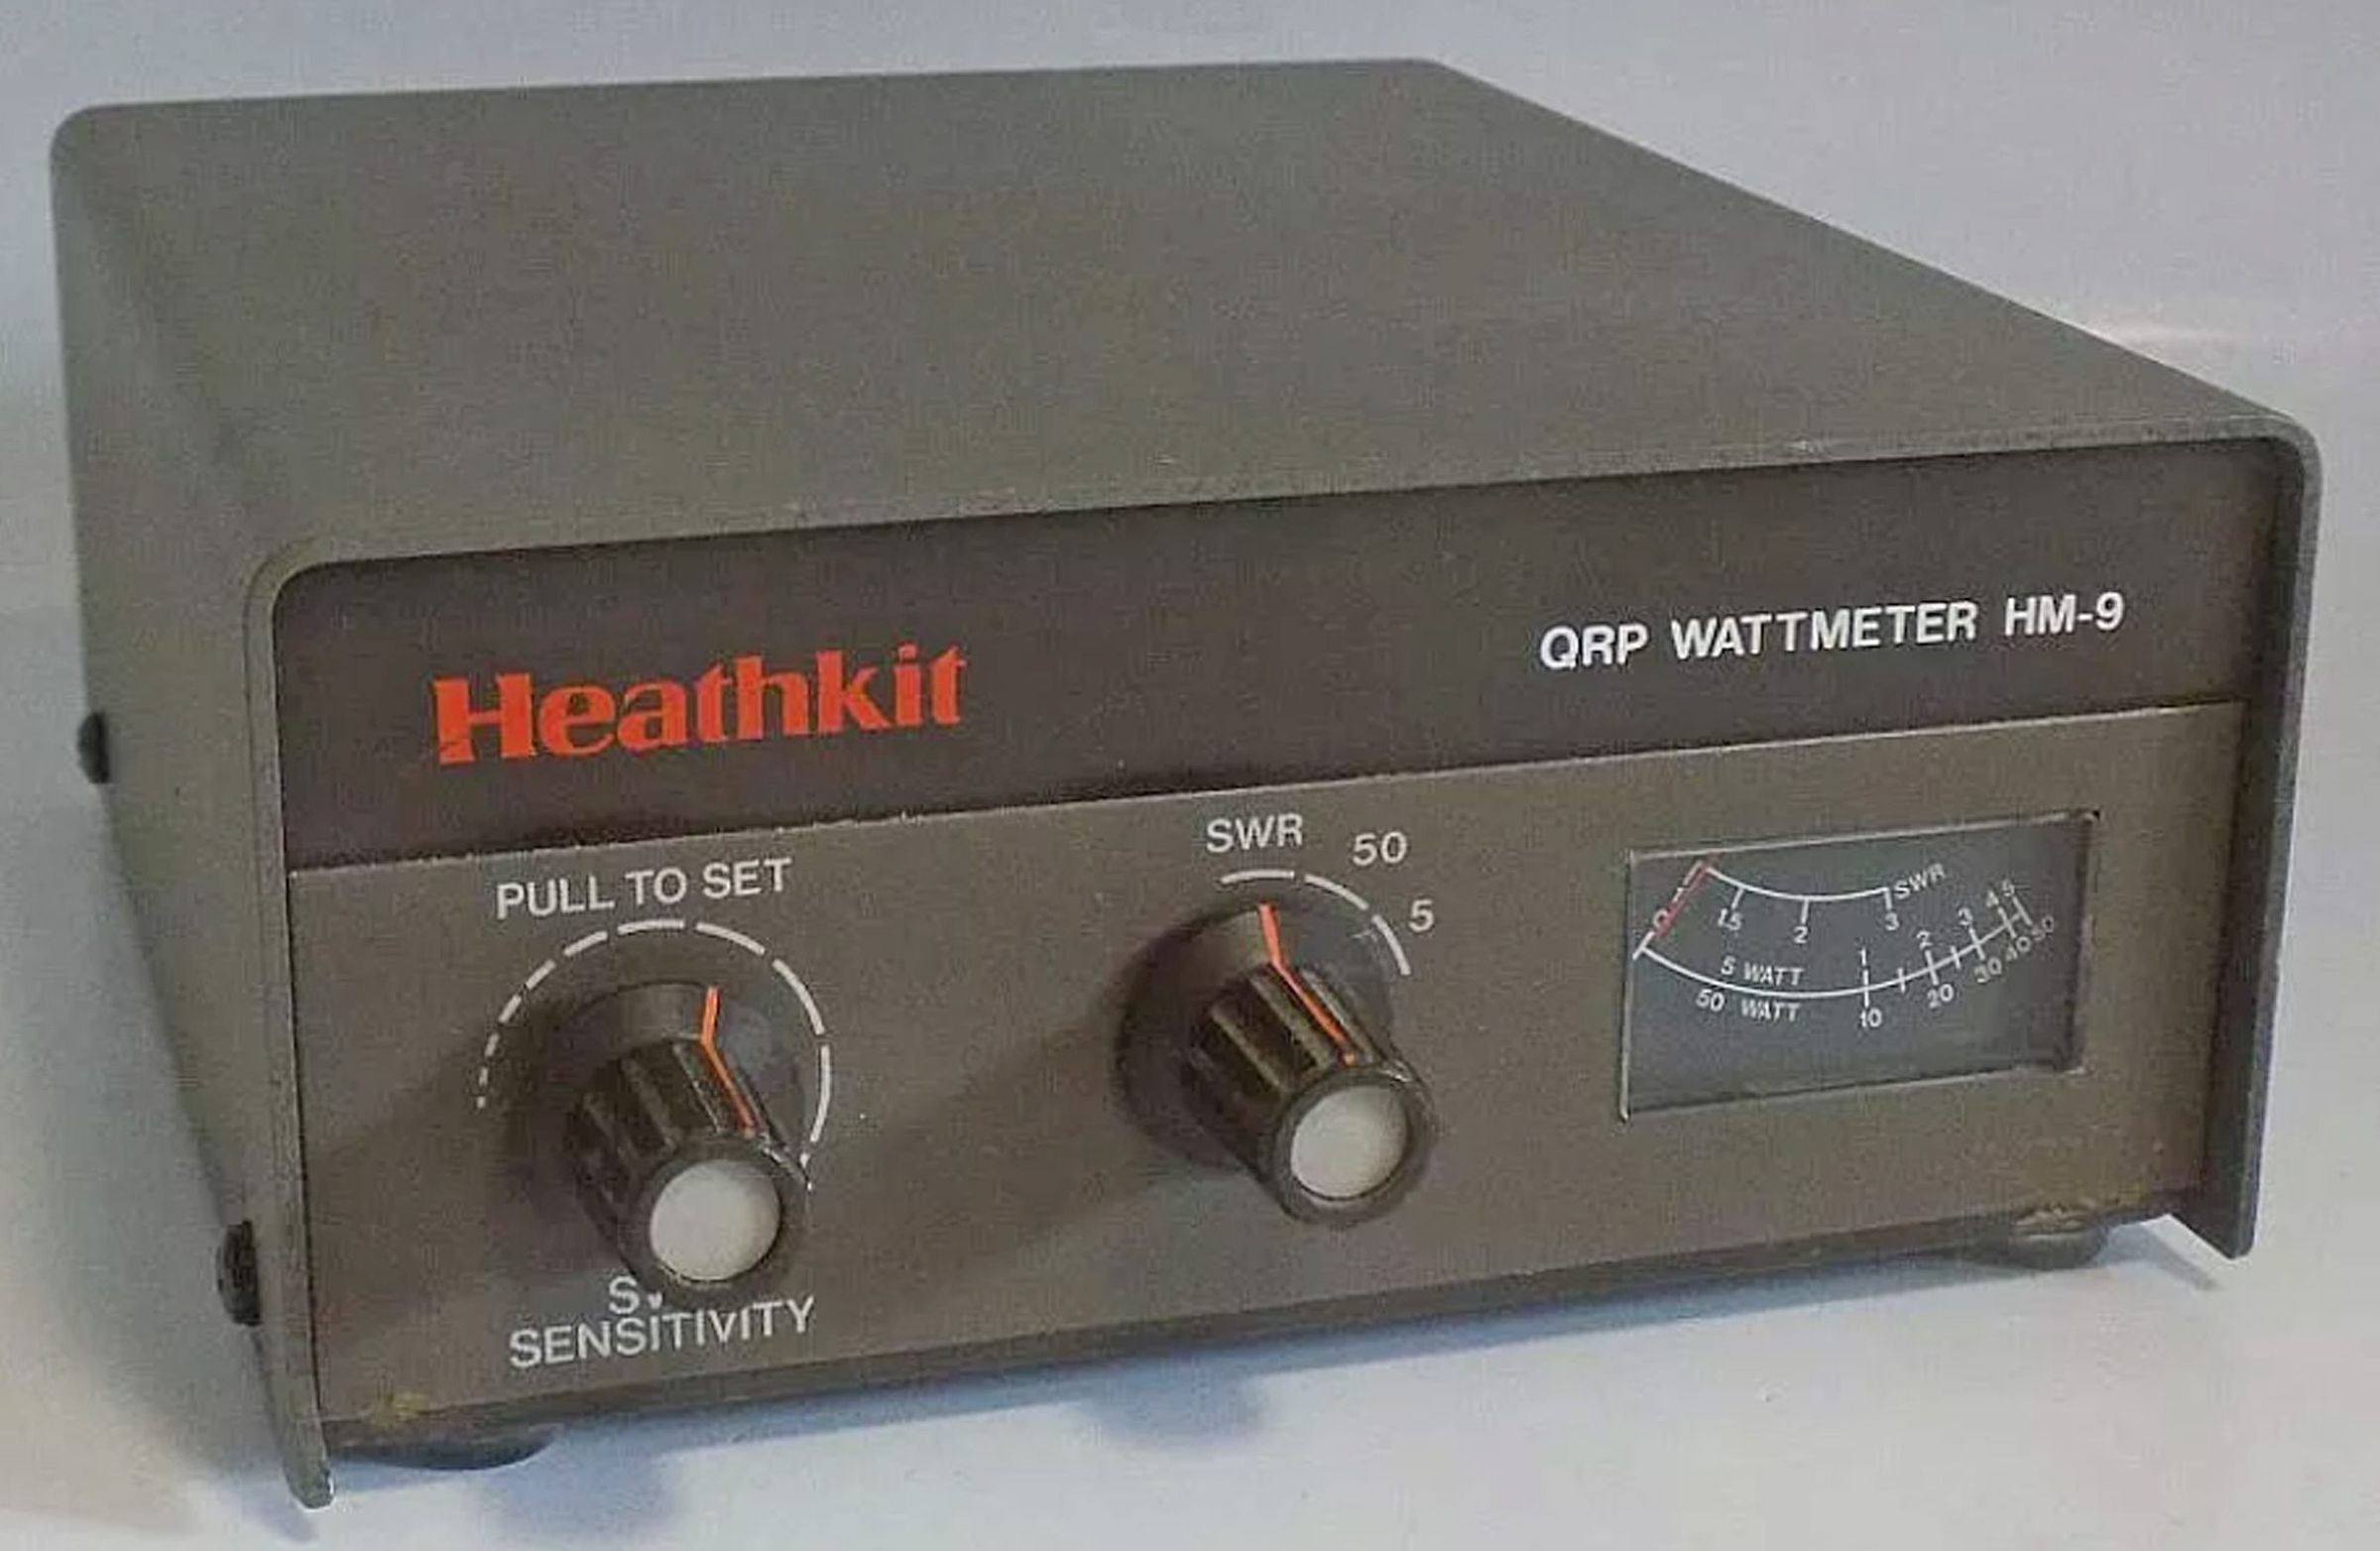 Heathkit
QRP WATTMETER HM-9
PULL TO SET
SENSITIVITY
SWR 50
5
1.5 2 3 SWR
0 1 2 3 4 5
5 WATT
50 WATT
10 20 30 40 50